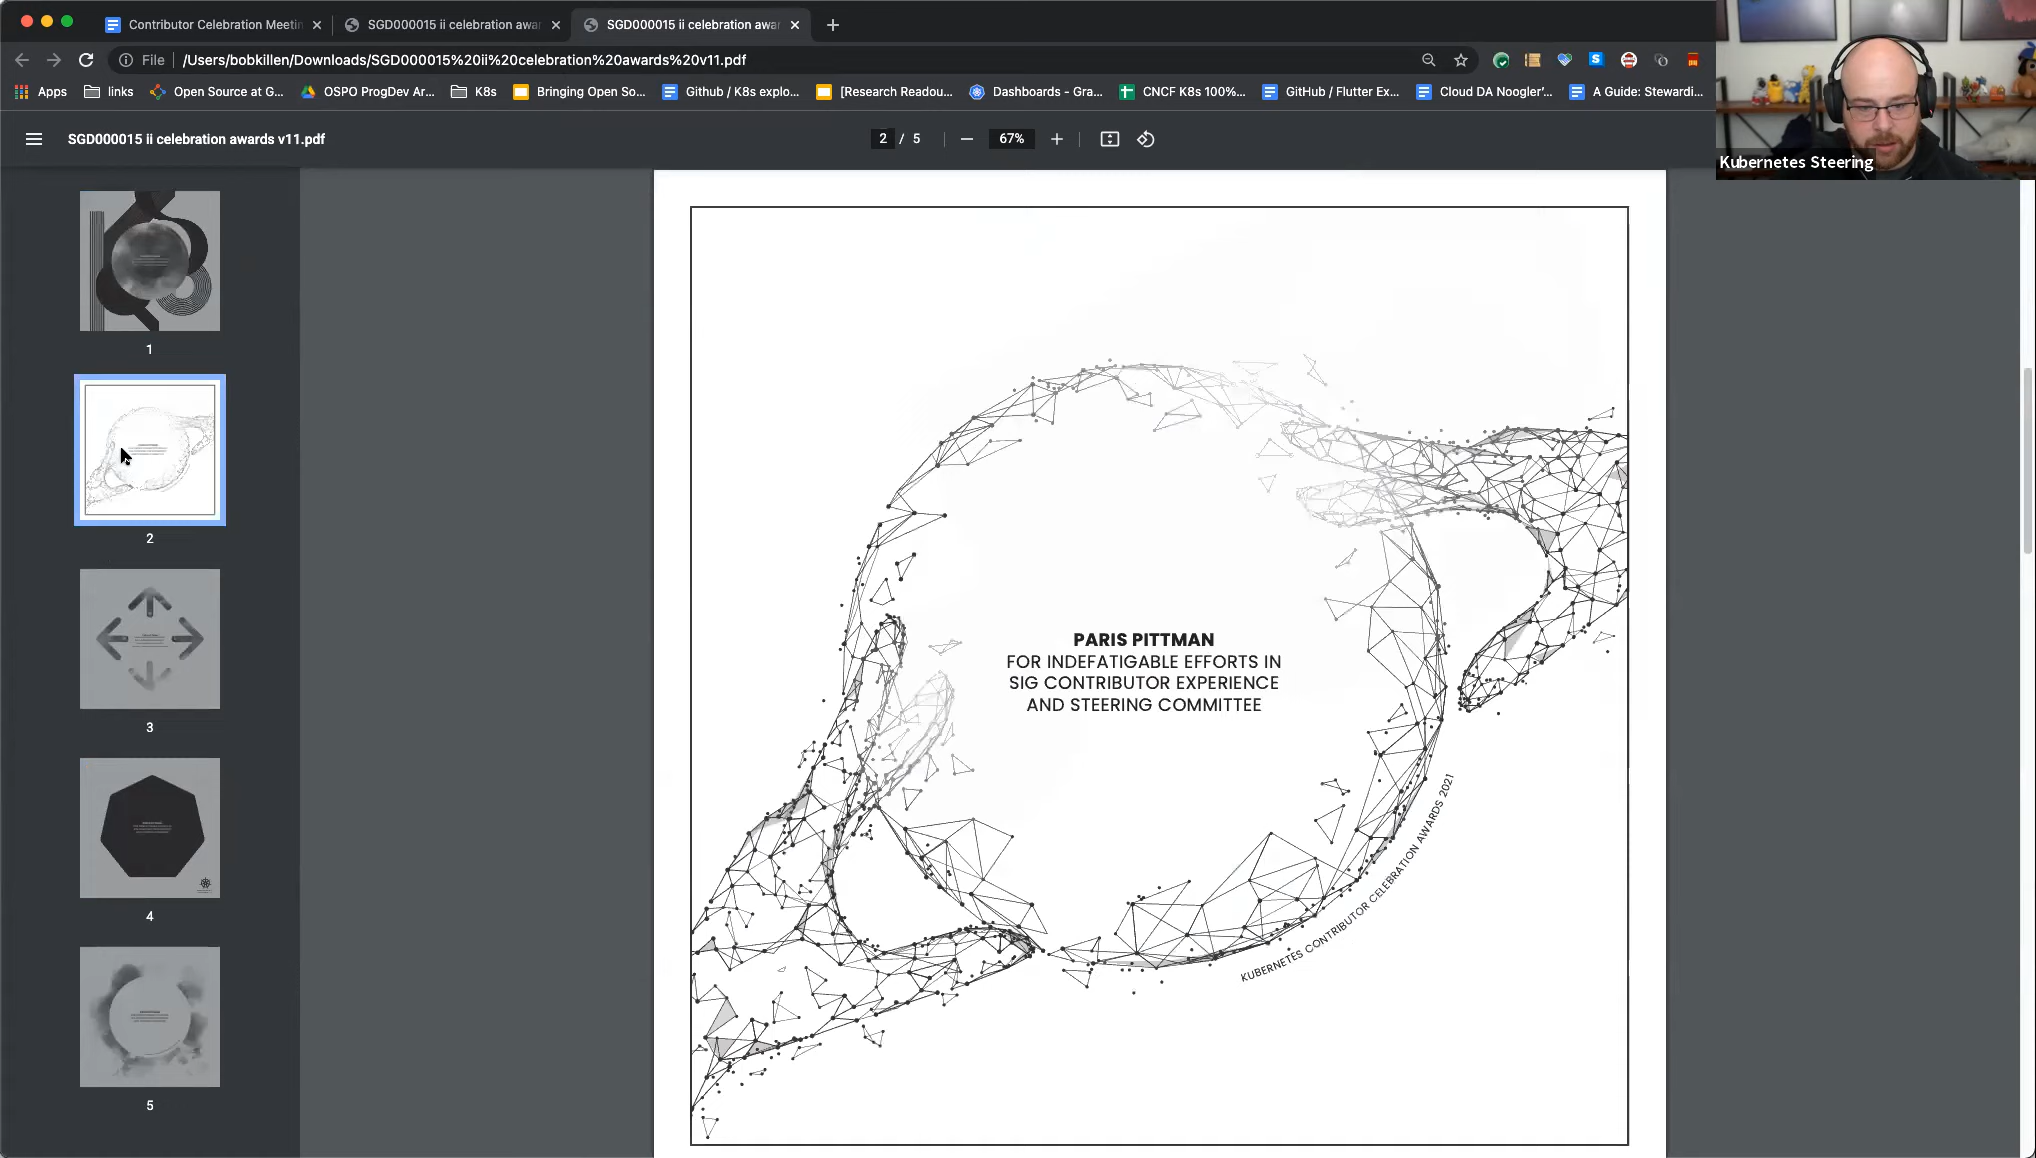 Contributor Celebration Meetin
SGD000015 ii celebration awar
SGD000015 ii celebration awar
File
/Users/bobkillen/Downloads/SGD000015%20ii%20celebration%20awards%20v11.pdf
Apps
links
Open Source at G...
OSPO ProgDev Ar...
K8s
Bringing Open So...
Github / K8s explo...
[Research Readou...
Dashboards - Gra...
CNCF K8s 100%...
GitHub / Flutter Ex...
Cloud DA Noogler'...
A Guide: Stewardi...
Kubernetes Steering
SGD000015 ii celebration awards v11.pdf
2 / 5
67%
1
2
3
4
5
PARIS PITTMAN
FOR INDEFATIGABLE EFFORTS IN
SIG CONTRIBUTOR EXPERIENCE
AND STEERING COMMITTEE
KUBERNETES CONTRIBUTOR CELEBRATION AWARDS 2021